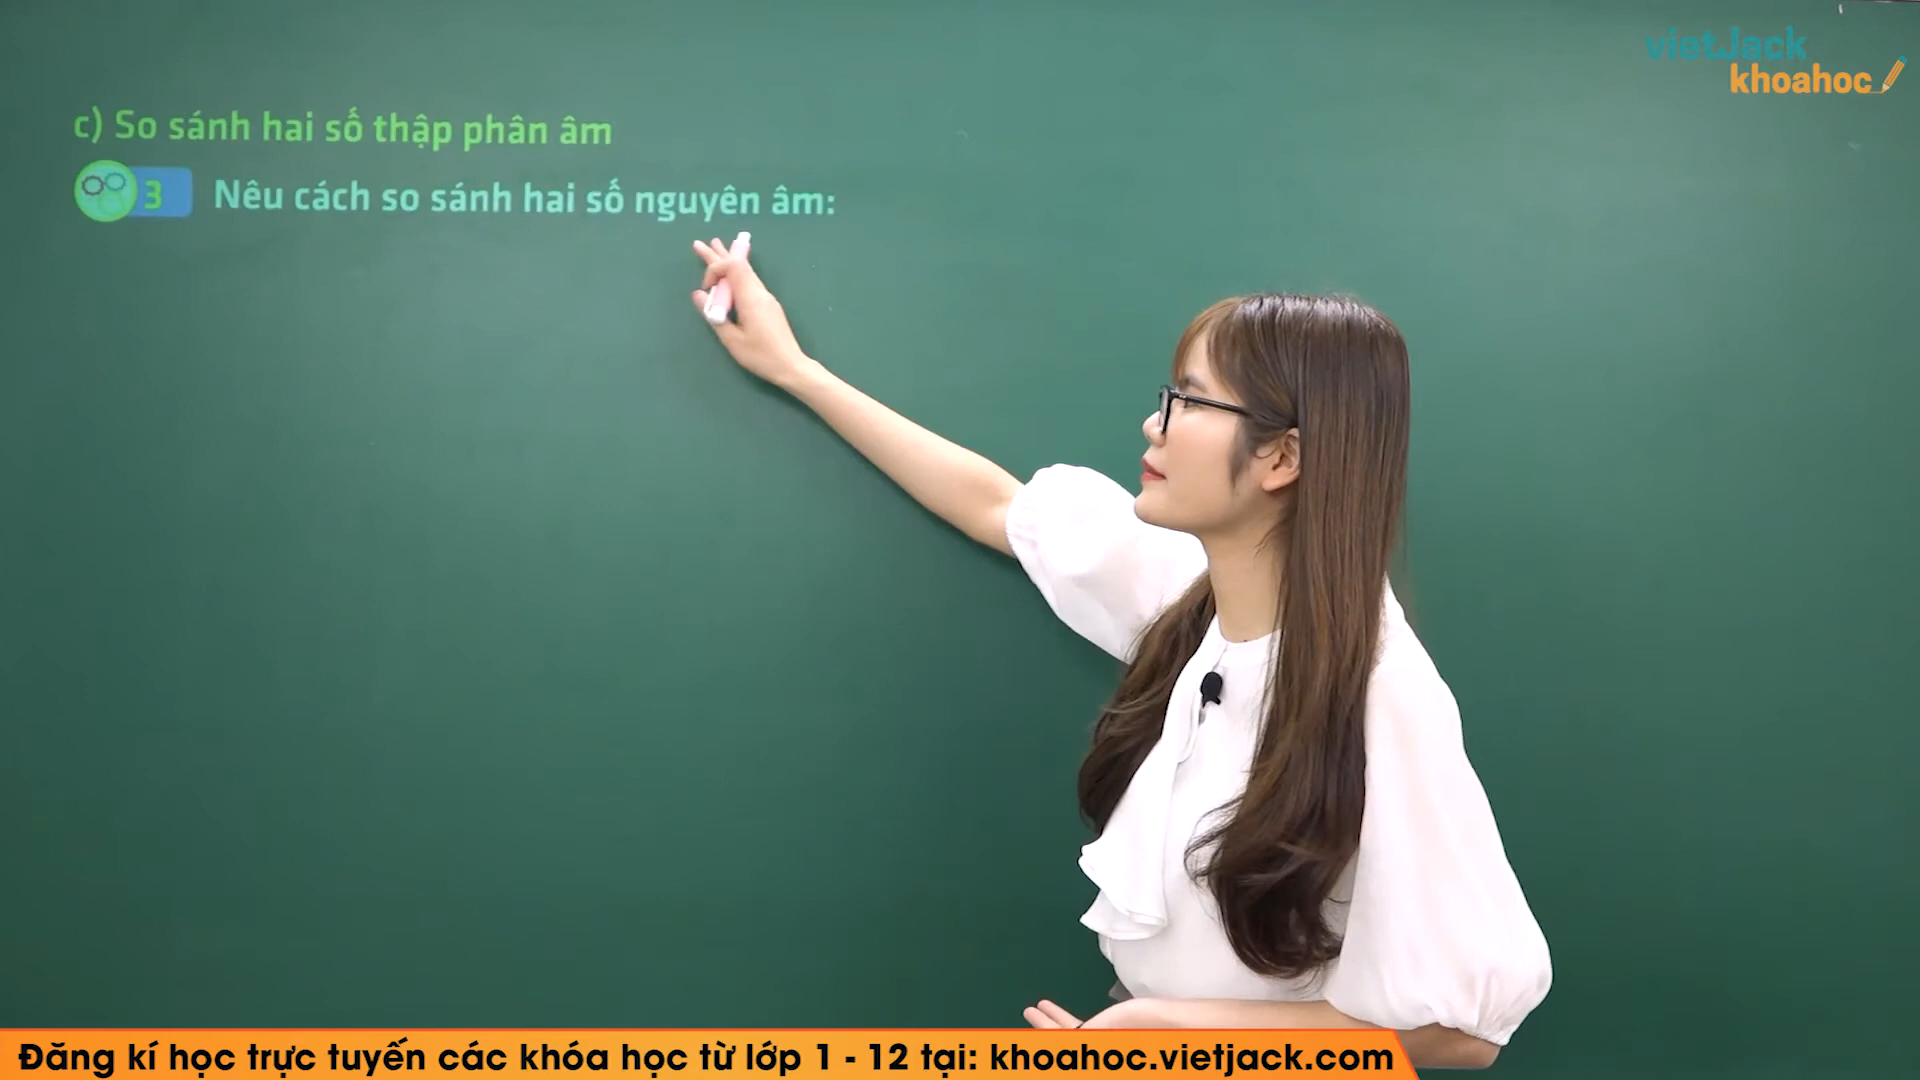 vietJack
khoahoc
c) So sánh hai số thập phân âm
3 Nêu cách so sánh hai số nguyên âm:
Đăng kí học trực tuyến các khóa học từ lớp 1 - 12 tại: khoahoc.vietjack.com